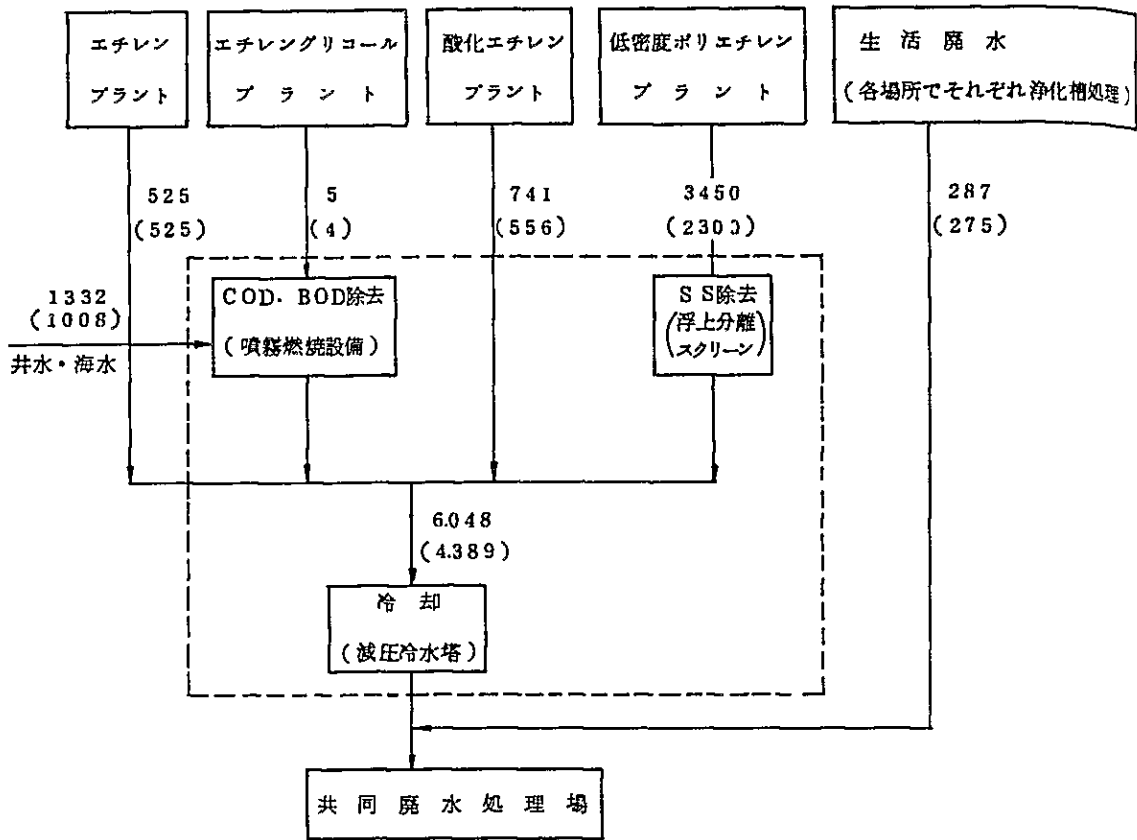 エチレン
プラント
エチレングリコール
プラント
酸化エチレン
プラント
低密度ポリエチレン
プラント
生活廃水
(各場所でそれぞれ浄化槽処理)
525
(525)
5
(4)
741
(556)
3450
(2300)
287
(275)
1332
(1008)
井水・海水
COD.BOD除去
(噴霧燃焼設備)
SS除去
(浮上分離
スクリーン)
6.048
(4.389)
冷却
(減圧冷水塔)
共同廃水処理場